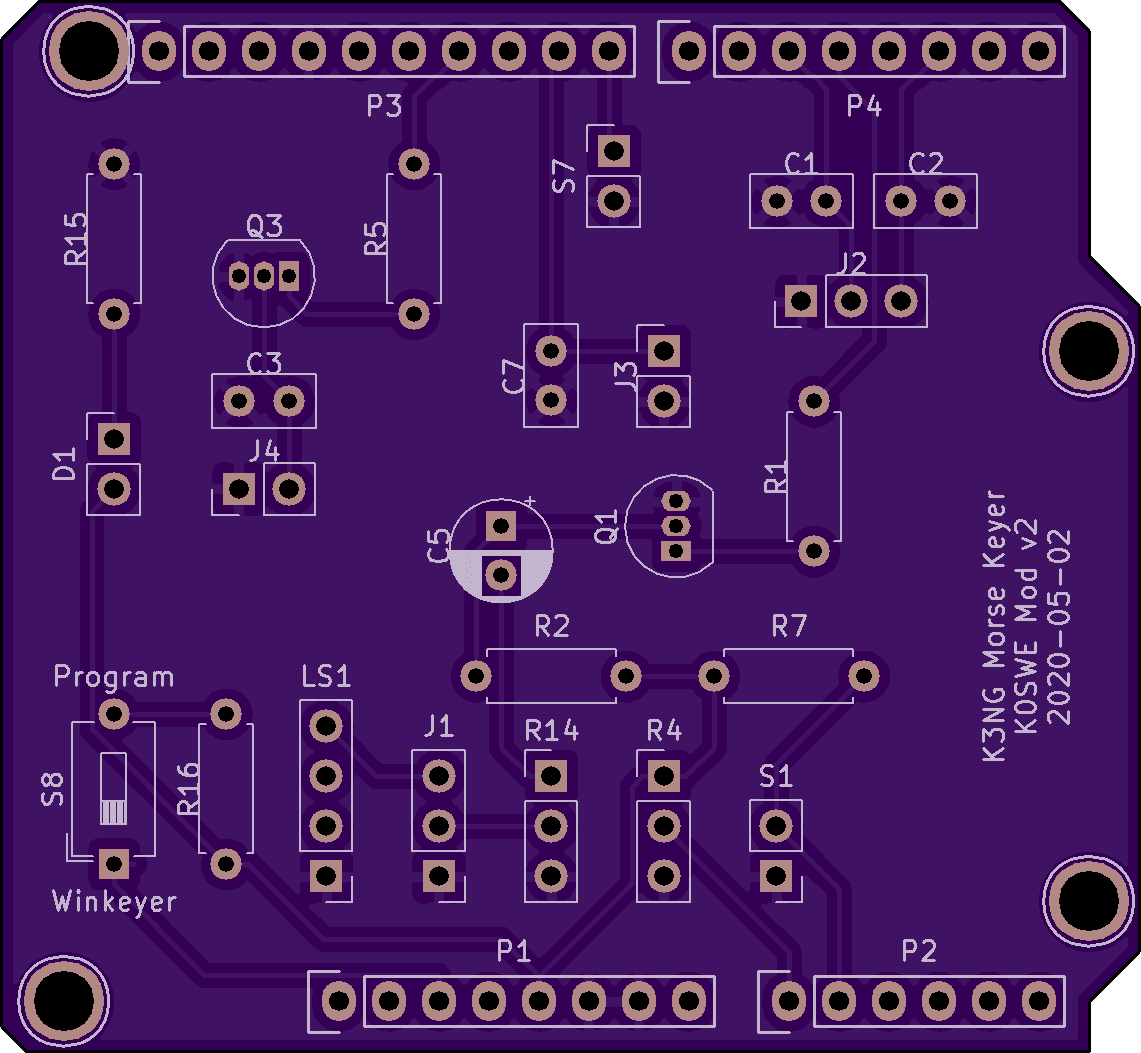 P3
P4
C1
C2
S7
R15
Q3
R5
J2
C3
C7
J3
D1
J4
R1
+
C5
Q1
K3NG Morse Keyer
K0SWE Mod v2
2020-05-02
R2
R7
Program
LS1
J1
R14
R4
S8
R16
S1
Winkeyer
P1
P2